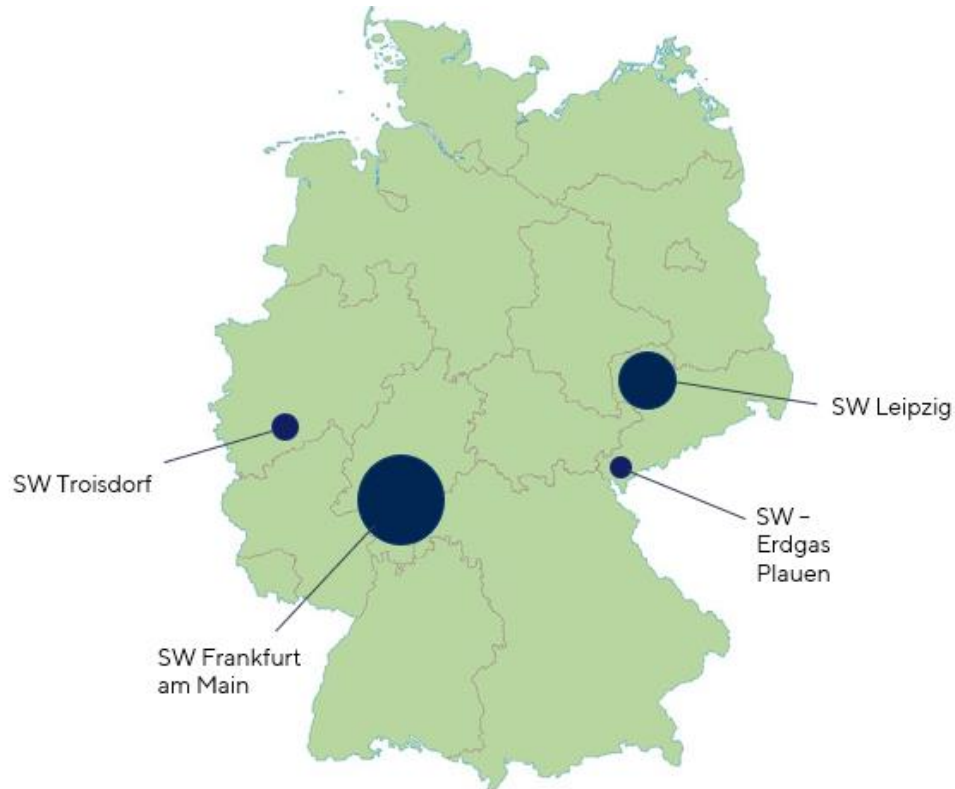 SW Leipzig
SW Troisdorf
SW –
Erdgas
Plauen
SW Frankfurt
am Main